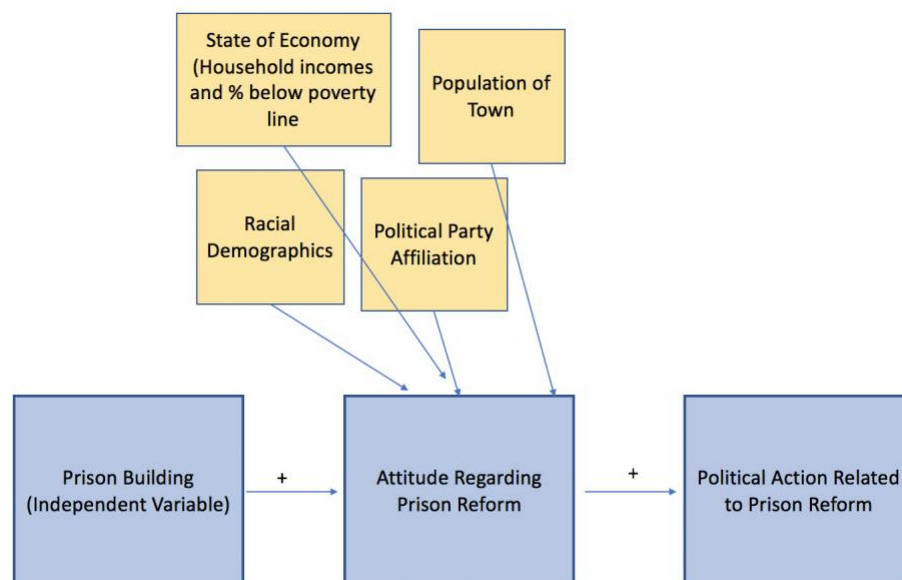 State of Economy
(Household incomes
and % below poverty
line
Population of
Town
Racial
Demographics
Political Party
Affiliation
Prison Building
(Independent Variable)
+
Attitude Regarding
Prison Reform
+
Political Action Related
to Prison Reform